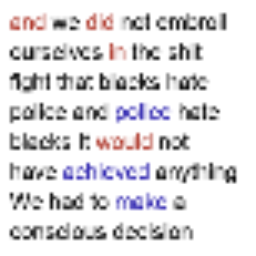 and we did not embroil
ourselves in the shit
fight that blacks hate
police and police hate
blacks It would not
have achieved anything
We had to make a
conscious decision